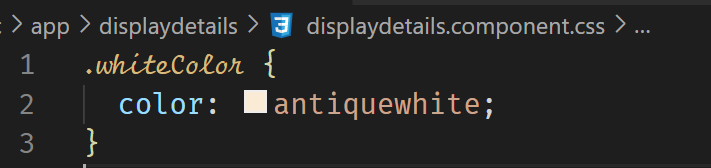 app > displaydetails > displaydetails.component.css > ...
1 .whiteColor {
2 color: antiquewhite;
3 }